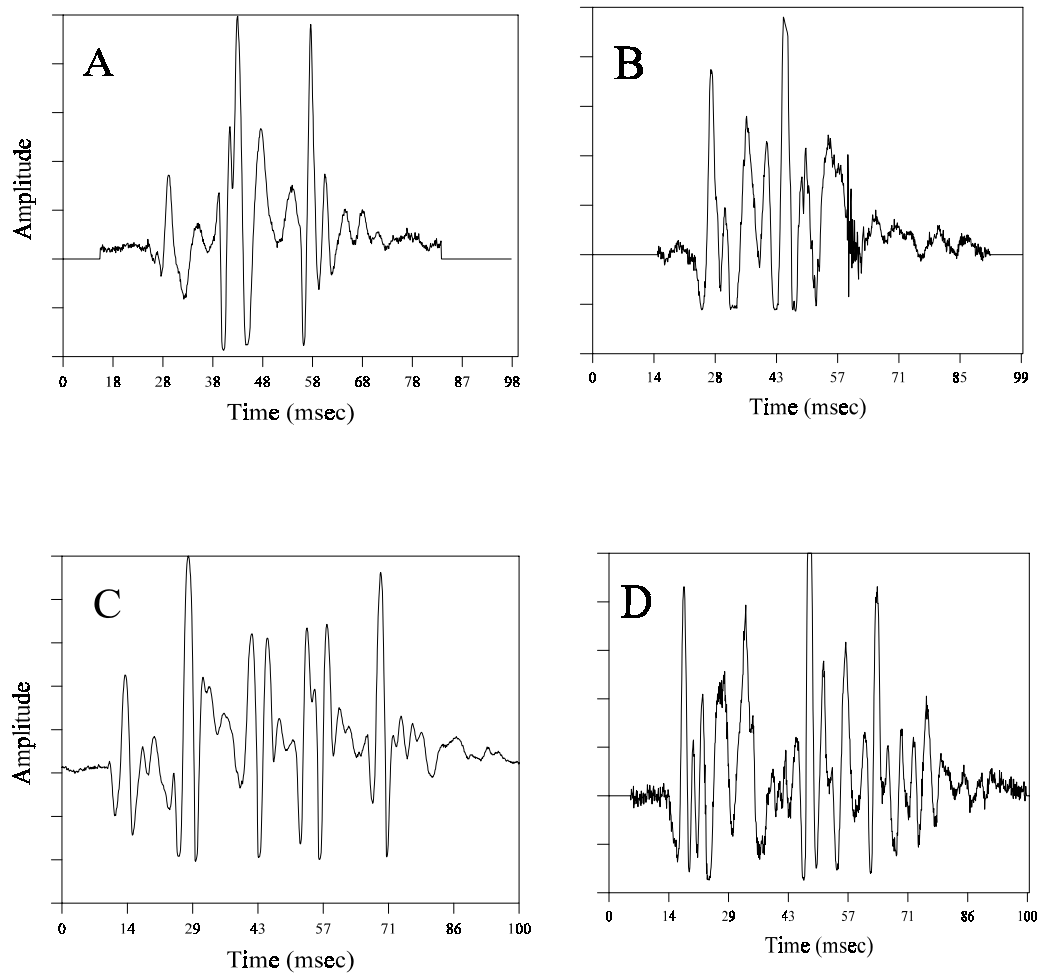 A
Amplitude
0 18 28 38 48 58 68 78 87 98
Time (msec)
B
0 14 28 43 57 71 85 99
Time (msec)
C
Amplitude
0 14 29 43 57 71 86 100
Time (msec)
D
0 14 29 43 57 71 86 100
Time (msec)